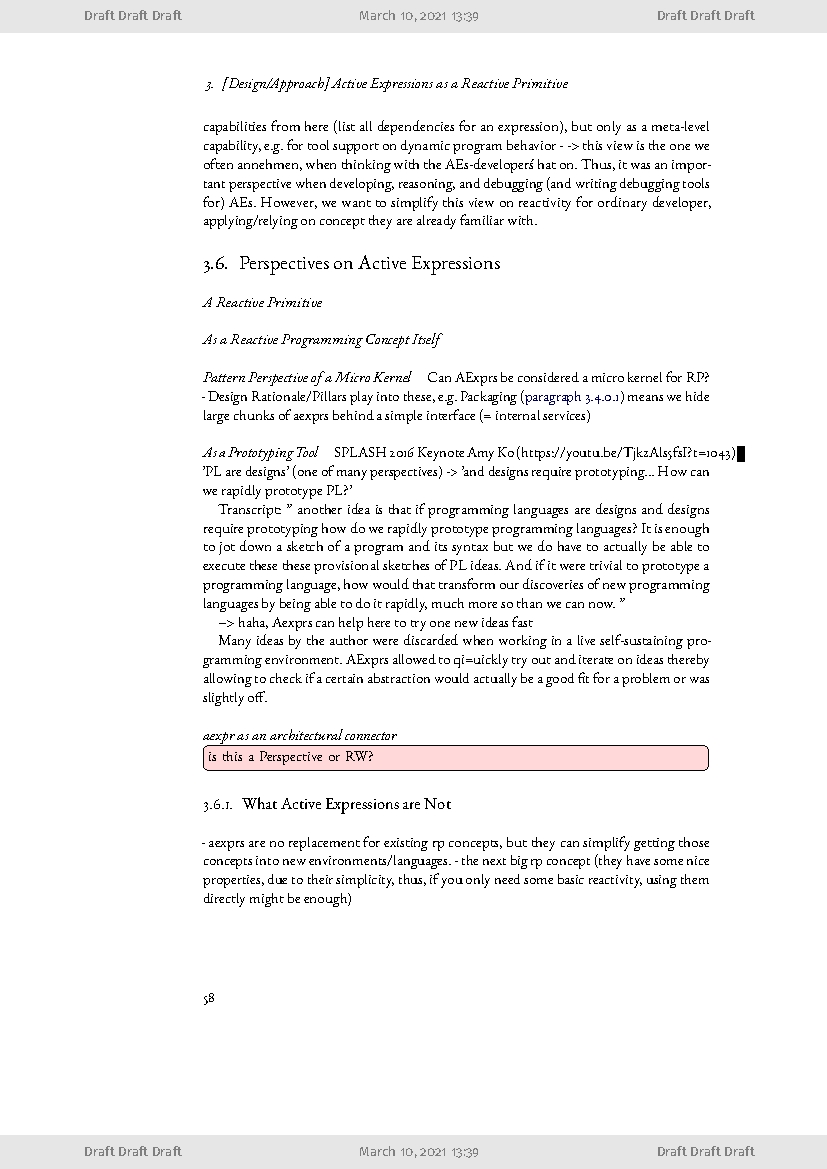 Draft Draft Draft March 10, 2021 13:39 Draft Draft Draft
3. [Design/Approach] Active Expressions as a Reactive Primitive
capabilities from here (list all dependencies for an expression), but only as a meta-level
capability, e.g. for tool support on dynamic program behavior - -> this view is the one we
often annehmen, when thinking with the AEs-developerś hat on. Thus, it was an impor-
tant perspective when developing, reasoning, and debugging (and writing debugging tools
for) AEs. However, we want to simplify this view on reactivity for ordinary developer,
applying/relying on concept they are already familiar with.
3.6. Perspectives on Active Expressions
A Reactive Primitive
As a Reactive Programming Concept Itself
Pattern Perspective of a Micro Kernel Can AExprs be considered a micro kernel for RP?
- Design Rationale/Pillars play into these, e.g. Packaging (paragraph 3.4.0.1) means we hide
large chunks of aexprs behind a simple interface (= internal services)
As a Prototyping Tool SPLASH 2016 Keynote Amy Ko (https://youtu.be/TjkzAls5fsI?t=1043)
'PL are designs' (one of many perspectives) -> 'and designs require prototyping... How can
we rapidly prototype PL?'
Transcript: " another idea is that if programming languages are designs and designs
require prototyping how do we rapidly prototype programming languages? It is enough
to jot down a sketch of a program and its syntax but we do have to actually be able to
execute these these provisional sketches of PL ideas. And if it were trivial to prototype a
programming language, how would that transform our discoveries of new programming
languages by being able to do it rapidly, much more so than we can now. "
–> haha, Aexprs can help here to try one new ideas fast
Many ideas by the author were discarded when working in a live self-sustaining pro-
gramming environment. AExprs allowed to qi=uickly try out and iterate on ideas thereby
allowing to check if a certain abstraction would actually be a good fit for a problem or was
slightly off.
aexpr as an architectural connector
is this a Perspective or RW?
3.6.1. What Active Expressions are Not
- aexprs are no replacement for existing rp concepts, but they can simplify getting those
concepts into new environments/languages. - the next big rp concept (they have some nice
properties, due to their simplicity, thus, if you only need some basic reactivity, using them
directly might be enough)
58
Draft Draft Draft March 10, 2021 13:39 Draft Draft Draft